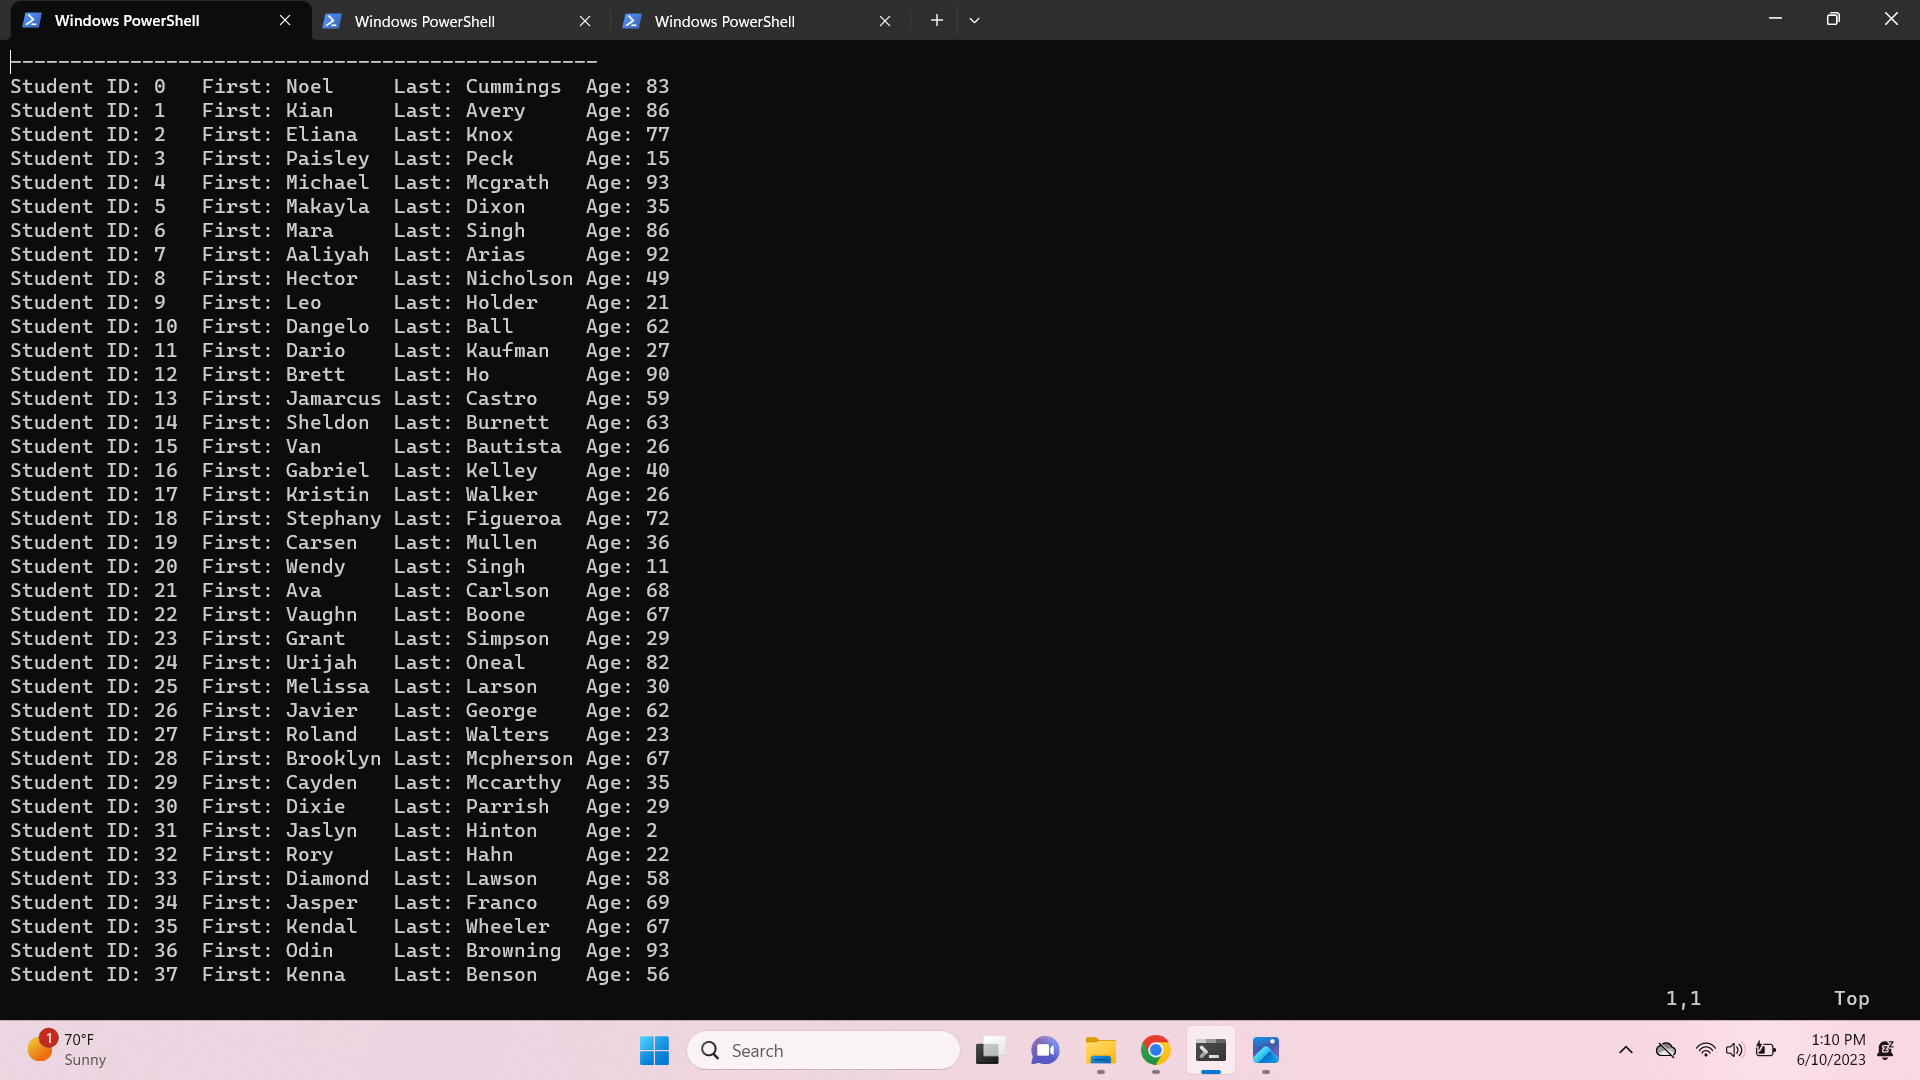 Windows PowerShell Windows PowerShell Windows PowerShell
-------------------------------------------------
Student ID: 0   First: Noel     Last: Cummings  Age: 83
Student ID: 1   First: Kian     Last: Avery     Age: 86
Student ID: 2   First: Eliana   Last: Knox      Age: 77
Student ID: 3   First: Paisley  Last: Peck      Age: 15
Student ID: 4   First: Michael  Last: Mcgrath   Age: 93
Student ID: 5   First: Makayla  Last: Dixon     Age: 35
Student ID: 6   First: Mara     Last: Singh     Age: 86
Student ID: 7   First: Aaliyah  Last: Arias     Age: 92
Student ID: 8   First: Hector   Last: Nicholson Age: 49
Student ID: 9   First: Leo      Last: Holder    Age: 21
Student ID: 10  First: Dangelo  Last: Ball      Age: 62
Student ID: 11  First: Dario    Last: Kaufman   Age: 27
Student ID: 12  First: Brett    Last: Ho        Age: 90
Student ID: 13  First: Jamarcus Last: Castro    Age: 59
Student ID: 14  First: Sheldon  Last: Burnett   Age: 63
Student ID: 15  First: Van      Last: Bautista  Age: 26
Student ID: 16  First: Gabriel  Last: Kelley    Age: 40
Student ID: 17  First: Kristin  Last: Walker    Age: 26
Student ID: 18  First: Stephany Last: Figueroa  Age: 72
Student ID: 19  First: Carsen   Last: Mullen    Age: 36
Student ID: 20  First: Wendy    Last: Singh     Age: 11
Student ID: 21  First: Ava      Last: Carlson   Age: 68
Student ID: 22  First: Vaughn   Last: Boone     Age: 67
Student ID: 23  First: Grant    Last: Simpson   Age: 29
Student ID: 24  First: Urijah   Last: Oneal     Age: 82
Student ID: 25  First: Melissa  Last: Larson    Age: 30
Student ID: 26  First: Javier   Last: George    Age: 62
Student ID: 27  First: Roland   Last: Walters   Age: 23
Student ID: 28  First: Brooklyn Last: Mcpherson Age: 67
Student ID: 29  First: Cayden   Last: Mccarthy  Age: 35
Student ID: 30  First: Dixie    Last: Parrish   Age: 29
Student ID: 31  First: Jaslyn   Last: Hinton    Age: 2
Student ID: 32  First: Rory     Last: Hahn      Age: 22
Student ID: 33  First: Diamond  Last: Lawson    Age: 58
Student ID: 34  First: Jasper   Last: Franco    Age: 69
Student ID: 35  First: Kendal   Last: Wheeler   Age: 67
Student ID: 36  First: Odin     Last: Browning  Age: 93
Student ID: 37  First: Kenna    Last: Benson    Age: 56
1,1 Top
1
70°F
Sunny
Search
1:10 PM
6/10/2023